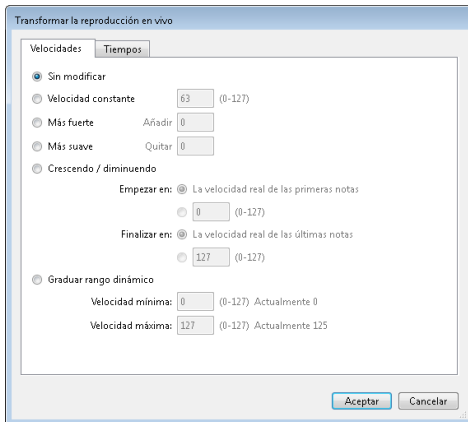 Transformar la reproducción en vivo
Velocidades Tiempos
Sin modificar
Velocidad constante 63 (0-127)
Más fuerte Añadir 0
Más suave Quitar 0
Crescendo / diminuendo
Empezar en: La velocidad real de las primeras notas
0 (0-127)
Finalizar en: La velocidad real de las últimas notas
127 (0-127)
Graduar rango dinámico
Velocidad mínima: 0 (0-127) Actualmente 0
Velocidad máxima: 127 (0-127) Actualmente 125
Aceptar Cancelar